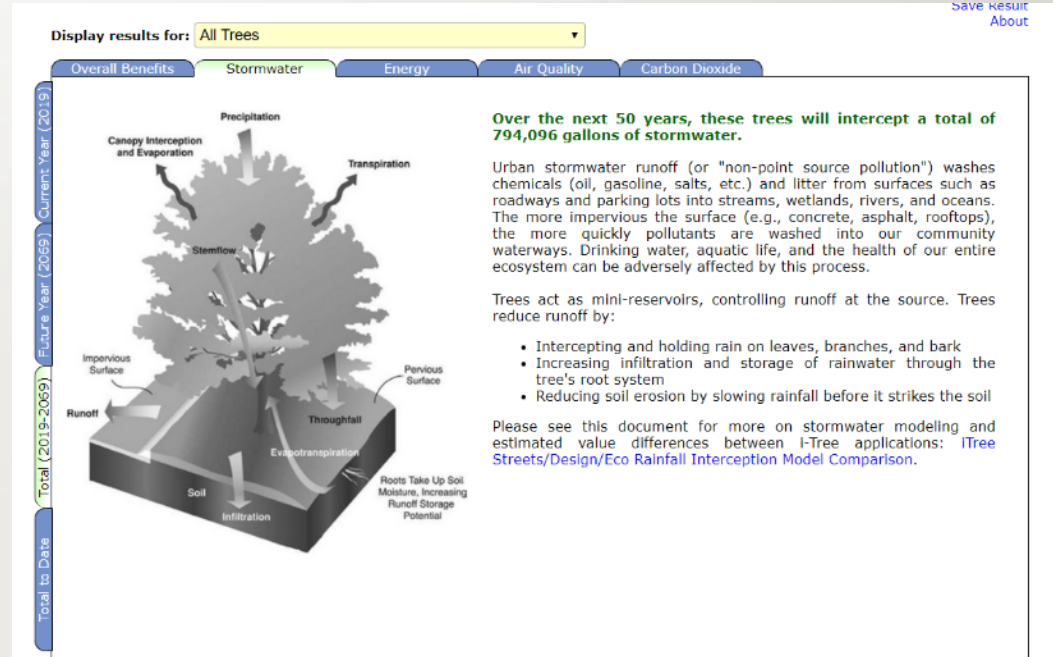 Save Result
About
Display results for: All Trees
Overall Benefits
Stormwater
Energy
Air Quality
Carbon Dioxide
Current Year (2019)
Future Year (2069)
Total (2019-2069)
Total to Date
Precipitation
Canopy Interception
and Evaporation
Transpiration
Stemflow
Impervious
Surface
Pervious
Surface
Runoff
Throughfall
Evapotranspiration
Soil
Infiltration
Roots Take Up Soil
Moisture, Increasing
Runoff Storage
Potential
Over the next 50 years, these trees will intercept a total of
794,096 gallons of stormwater.
Urban stormwater runoff (or "non-point source pollution") washes
chemicals (oil, gasoline, salts, etc.) and litter from surfaces such as
roadways and parking lots into streams, wetlands, rivers, and oceans.
The more impervious the surface (e.g., concrete, asphalt, rooftops),
the more quickly pollutants are washed into our community
waterways. Drinking water, aquatic life, and the health of our entire
ecosystem can be adversely affected by this process.
Trees act as mini-reservoirs, controlling runoff at the source. Trees
reduce runoff by:
• Intercepting and holding rain on leaves, branches, and bark
• Increasing infiltration and storage of rainwater through the
tree's root system
• Reducing soil erosion by slowing rainfall before it strikes the soil
Please see this document for more on stormwater modeling and
estimated value differences between i-Tree applications: iTree
Streets/Design/Eco Rainfall Interception Model Comparison.